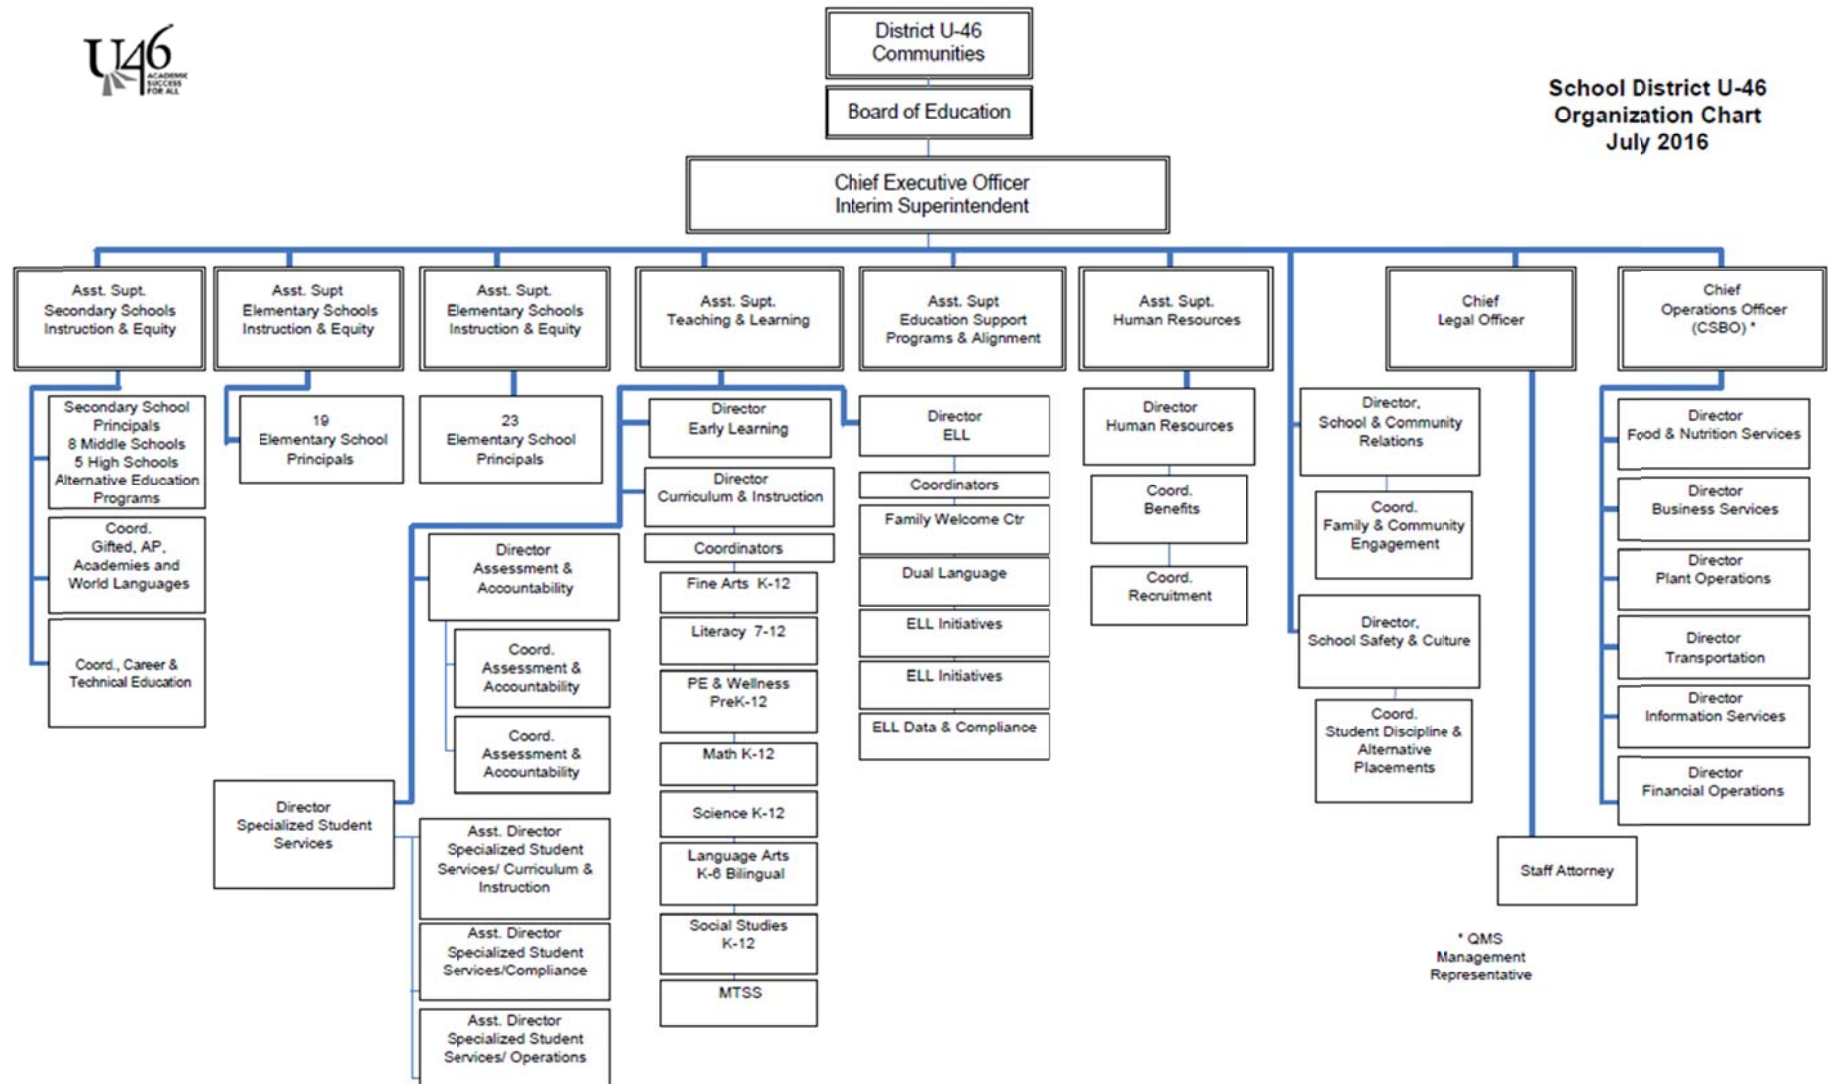 U46
ACADEMIC
SUCCESS
FOR ALL
District U-46
Communities
Board of Education
School District U-46
Organization Chart
July 2016
Chief Executive Officer
Interim Superintendent
Asst. Supt.
Secondary Schools
Instruction & Equity
Asst. Supt
Elementary Schools
Instruction & Equity
Asst. Supt.
Elementary Schools
Instruction & Equity
Asst. Supt.
Teaching & Learning
Asst. Supt
Education Support
Programs & Alignment
Asst. Supt.
Human Resources
Chief
Legal Officer
Chief
Operations Officer
(CSBO) *
Secondary School
Principals
8 Middle Schools
5 High Schools
Alternative Education
Programs
Coord.
Gifted, AP,
Academies and
World Languages
Coord., Career &
Technical Education
19
Elementary School
Principals
23
Elementary School
Principals
Director
Early Learning
Director
Curriculum & Instruction
Coordinators
Fine Arts K-12
Literacy 7-12
PE & Wellness
PreK-12
Math K-12
Science K-12
Language Arts
K-6 Bilingual
Social Studies
K-12
MTSS
Director
Assessment &
Accountability
Coord.
Assessment &
Accountability
Coord.
Assessment &
Accountability
Director
Specialized Student
Services
Asst. Director
Specialized Student
Services/ Curriculum &
Instruction
Asst. Director
Specialized Student
Services/Compliance
Asst. Director
Specialized Student
Services/ Operations
Director
ELL
Coordinators
Family Welcome Ctr
Dual Language
ELL Initiatives
ELL Initiatives
ELL Data & Compliance
Director
Human Resources
Coord.
Benefits
Coord.
Recruitment
Director,
School & Community
Relations
Coord.
Family & Community
Engagement
Director,
School Safety & Culture
Coord.
Student Discipline &
Alternative
Placements
Staff Attorney
Director
Food & Nutrition Services
Director
Business Services
Director
Plant Operations
Director
Transportation
Director
Information Services
Director
Financial Operations
* QMS
Management
Representative